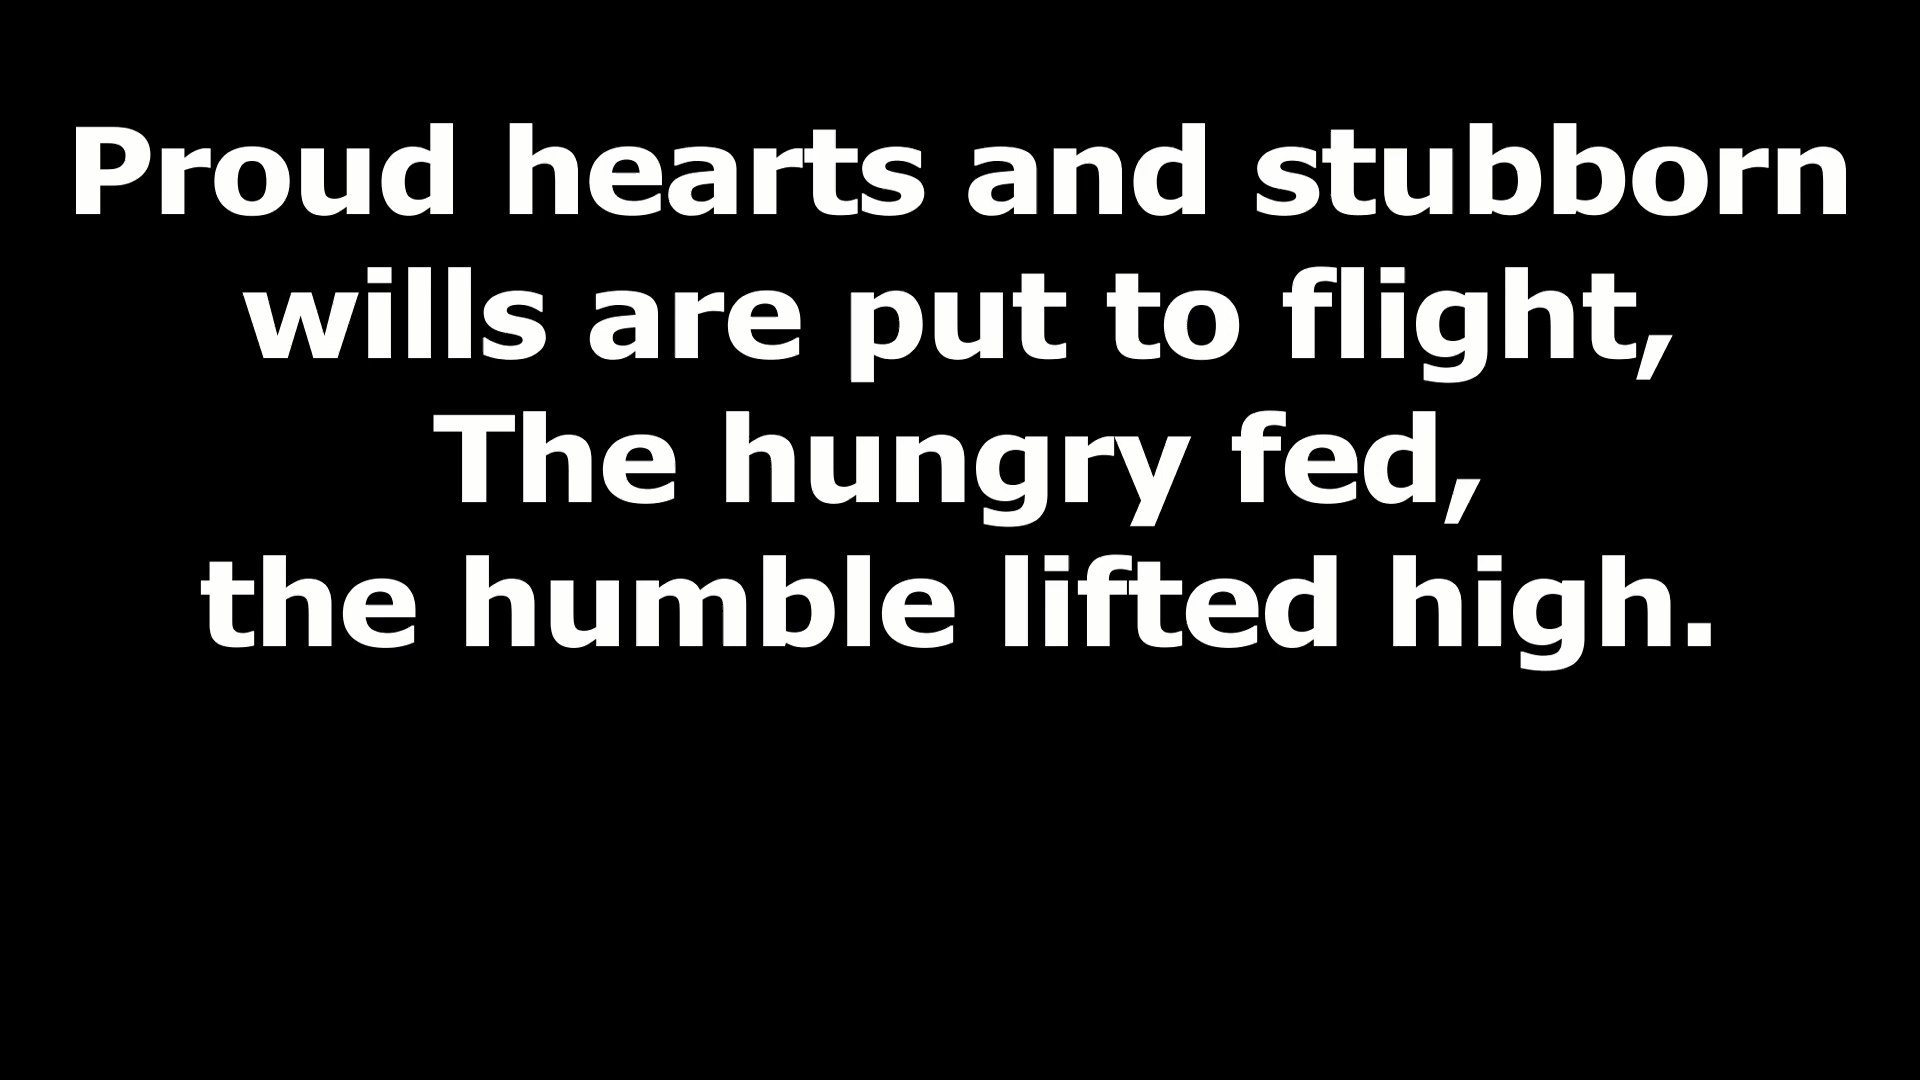 Proud hearts and stubborn
wills are put to flight,
The hungry fed,
the humble lifted high.